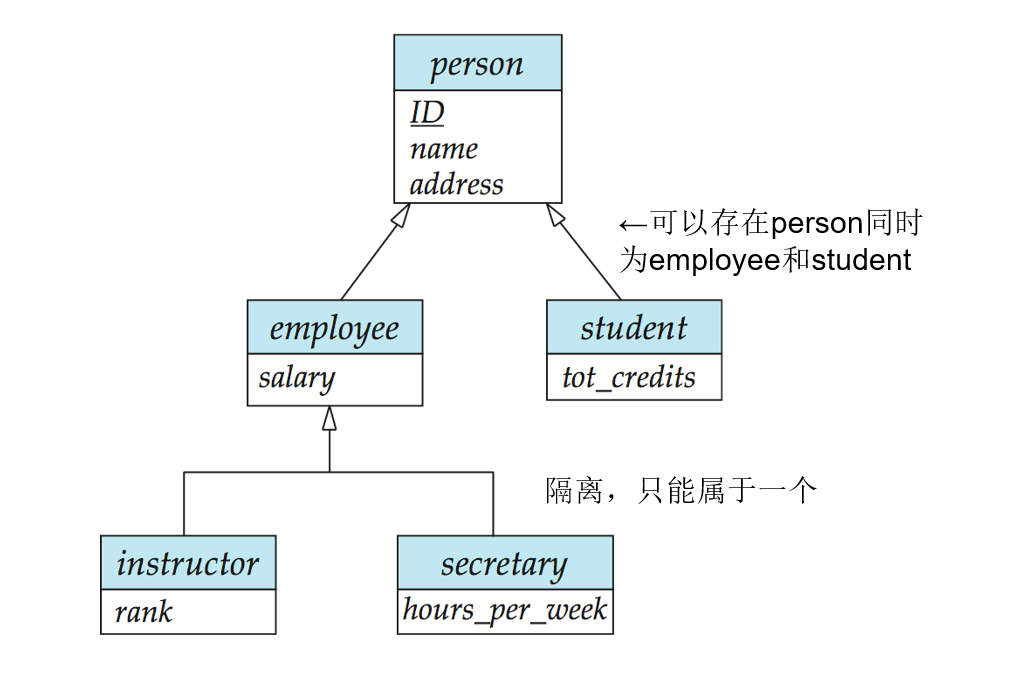 person
ID
name
address
←可以存在person同时
为employee和student
employee
salary
student
tot_credits
隔离，只能属于一个
instructor
rank
secretary
hours_per_week